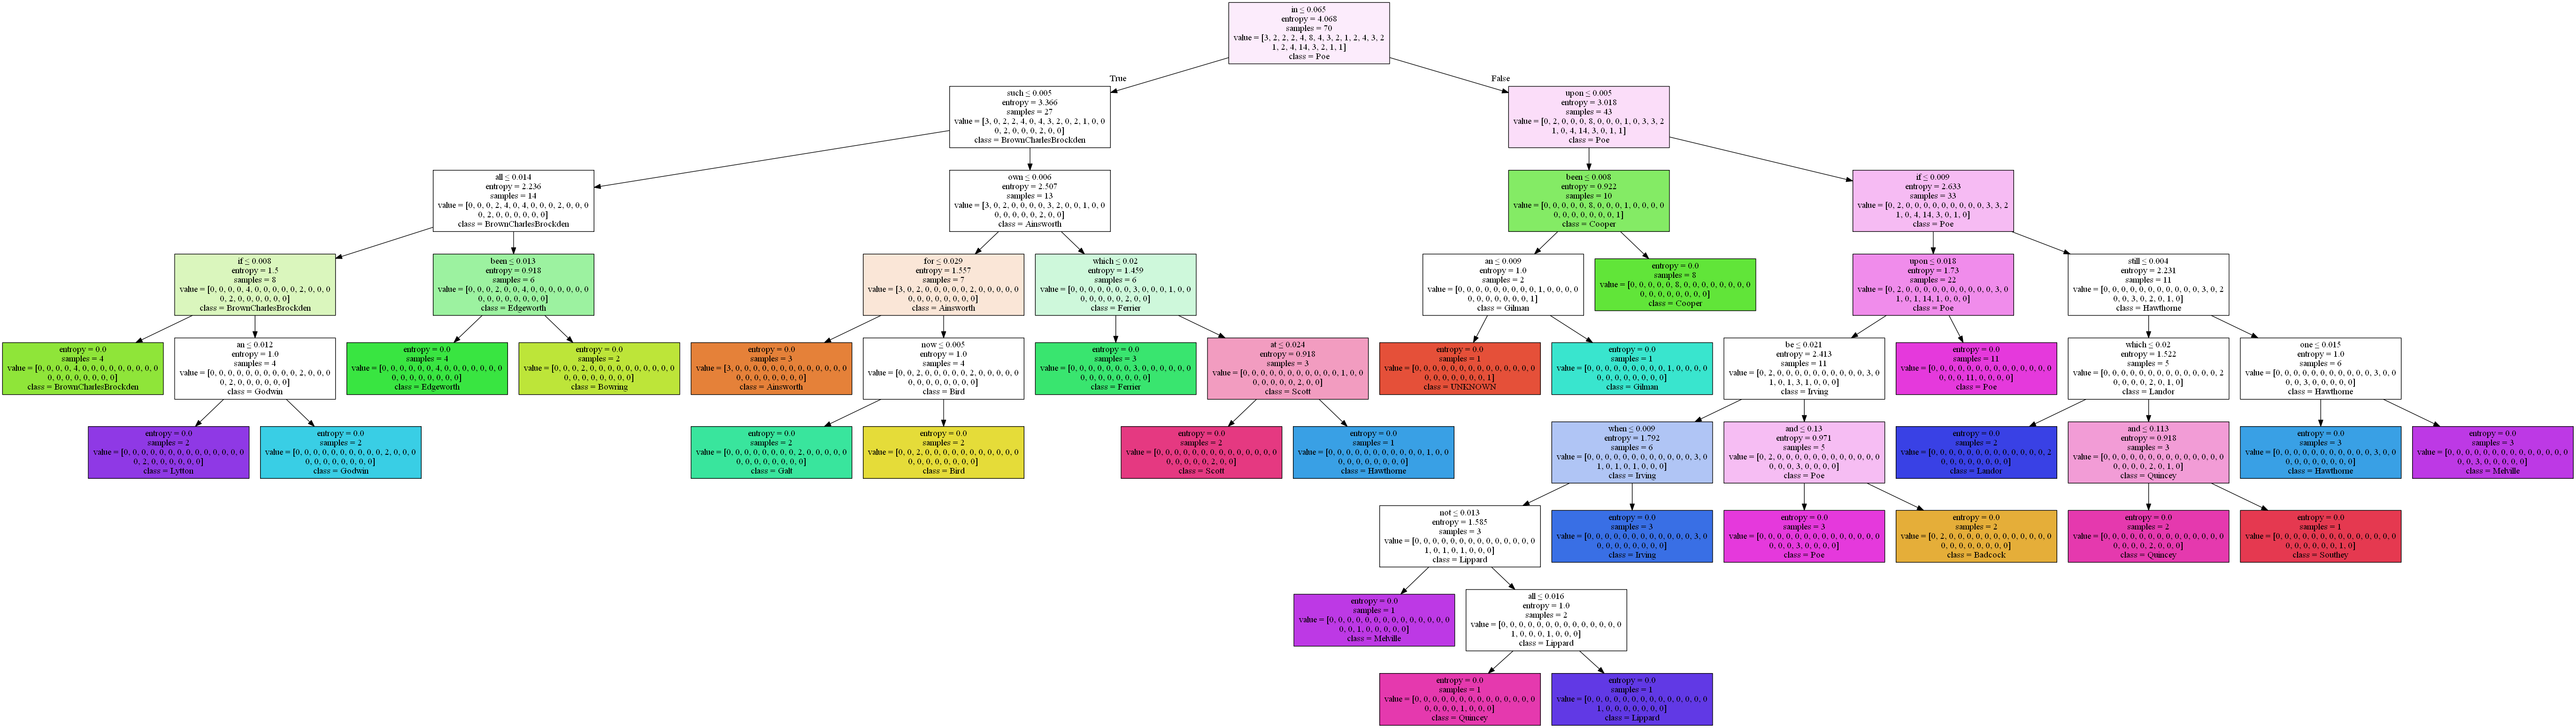 in ≤ 0.065
entropy = 4.068
samples = 70
value = [3, 2, 2, 2, 4, 8, 4, 3, 2, 1, 2, 4, 3, 2
1, 2, 4, 14, 3, 2, 1, 1]
class = Poe
True
False
such ≤ 0.005
entropy = 3.366
samples = 27
value = [3, 0, 2, 2, 4, 0, 4, 3, 2, 0, 2, 1, 0, 0
0, 2, 0, 0, 0, 2, 0, 0]
class = BrownCharlesBrockden
upon ≤ 0.005
entropy = 3.018
samples = 43
value = [0, 2, 0, 0, 0, 8, 0, 0, 0, 1, 0, 3, 3, 2
1, 0, 4, 14, 3, 0, 1, 1]
class = Poe
all ≤ 0.014
entropy = 2.236
samples = 14
value = [0, 0, 0, 2, 4, 0, 4, 0, 0, 0, 2, 0, 0, 0
0, 2, 0, 0, 0, 0, 0, 0]
class = BrownCharlesBrockden
own ≤ 0.006
entropy = 2.507
samples = 13
value = [3, 0, 2, 0, 0, 0, 0, 3, 2, 0, 0, 1, 0, 0
0, 0, 0, 0, 0, 2, 0, 0]
class = Ainsworth
been ≤ 0.008
entropy = 0.922
samples = 10
value = [0, 0, 0, 0, 0, 8, 0, 0, 0, 1, 0, 0, 0, 0
0, 0, 0, 0, 0, 0, 0, 1]
class = Cooper
if ≤ 0.009
entropy = 2.633
samples = 33
value = [0, 2, 0, 0, 0, 0, 0, 0, 0, 0, 0, 3, 3, 2
1, 0, 4, 14, 3, 0, 1, 0]
class = Poe
if ≤ 0.008
entropy = 1.5
samples = 8
value = [0, 0, 0, 0, 4, 0, 0, 0, 0, 0, 2, 0, 0, 0
0, 2, 0, 0, 0, 0, 0, 0]
class = BrownCharlesBrockden
been ≤ 0.013
entropy = 0.918
samples = 6
value = [0, 0, 0, 2, 0, 0, 4, 0, 0, 0, 0, 0, 0, 0
0, 0, 0, 0, 0, 0, 0, 0]
class = Edgeworth
for ≤ 0.029
entropy = 1.557
samples = 7
value = [3, 0, 2, 0, 0, 0, 0, 0, 2, 0, 0, 0, 0, 0
0, 0, 0, 0, 0, 0, 0, 0]
class = Ainsworth
which ≤ 0.02
entropy = 1.459
samples = 6
value = [0, 0, 0, 0, 0, 0, 0, 3, 0, 0, 0, 1, 0, 0
0, 0, 0, 0, 0, 2, 0, 0]
class = Ferrier
an ≤ 0.009
entropy = 1.0
samples = 2
value = [0, 0, 0, 0, 0, 0, 0, 0, 0, 1, 0, 0, 0, 0
0, 0, 0, 0, 0, 0, 0, 1]
class = Gilman
entropy = 0.0
samples = 8
value = [0, 0, 0, 0, 0, 8, 0, 0, 0, 0, 0, 0, 0, 0
0, 0, 0, 0, 0, 0, 0, 0]
class = Cooper
upon ≤ 0.018
entropy = 1.73
samples = 22
value = [0, 2, 0, 0, 0, 0, 0, 0, 0, 0, 0, 0, 3, 0
1, 0, 1, 14, 1, 0, 0, 0]
class = Poe
still ≤ 0.004
entropy = 2.231
samples = 11
value = [0, 0, 0, 0, 0, 0, 0, 0, 0, 0, 0, 3, 0, 2
0, 0, 3, 0, 2, 0, 1, 0]
class = Hawthorne
entropy = 0.0
samples = 4
value = [0, 0, 0, 0, 4, 0, 0, 0, 0, 0, 0, 0, 0, 0
0, 0, 0, 0, 0, 0, 0, 0]
class = BrownCharlesBrockden
an ≤ 0.012
entropy = 1.0
samples = 4
value = [0, 0, 0, 0, 0, 0, 0, 0, 0, 0, 2, 0, 0, 0
0, 2, 0, 0, 0, 0, 0, 0]
class = Godwin
entropy = 0.0
samples = 4
value = [0, 0, 0, 0, 0, 0, 4, 0, 0, 0, 0, 0, 0, 0
0, 0, 0, 0, 0, 0, 0, 0]
class = Edgeworth
entropy = 0.0
samples = 2
value = [0, 0, 0, 2, 0, 0, 0, 0, 0, 0, 0, 0, 0, 0
0, 0, 0, 0, 0, 0, 0, 0]
class = Bowring
entropy = 0.0
samples = 3
value = [3, 0, 0, 0, 0, 0, 0, 0, 0, 0, 0, 0, 0, 0
0, 0, 0, 0, 0, 0, 0, 0]
class = Ainsworth
now ≤ 0.005
entropy = 1.0
samples = 4
value = [0, 0, 2, 0, 0, 0, 0, 0, 2, 0, 0, 0, 0, 0
0, 0, 0, 0, 0, 0, 0, 0]
class = Bird
entropy = 0.0
samples = 3
value = [0, 0, 0, 0, 0, 0, 0, 3, 0, 0, 0, 0, 0, 0
0, 0, 0, 0, 0, 0, 0, 0]
class = Ferrier
at ≤ 0.024
entropy = 0.918
samples = 3
value = [0, 0, 0, 0, 0, 0, 0, 0, 0, 0, 0, 1, 0, 0
0, 0, 0, 0, 0, 2, 0, 0]
class = Scott
entropy = 0.0
samples = 1
value = [0, 0, 0, 0, 0, 0, 0, 0, 0, 0, 0, 0, 0, 0
0, 0, 0, 0, 0, 0, 0, 1]
class = UNKNOWN
entropy = 0.0
samples = 1
value = [0, 0, 0, 0, 0, 0, 0, 0, 0, 1, 0, 0, 0, 0
0, 0, 0, 0, 0, 0, 0, 0]
class = Gilman
be ≤ 0.021
entropy = 2.413
samples = 11
value = [0, 2, 0, 0, 0, 0, 0, 0, 0, 0, 0, 0, 3, 0
1, 0, 1, 3, 1, 0, 0, 0]
class = Irving
entropy = 0.0
samples = 11
value = [0, 0, 0, 0, 0, 0, 0, 0, 0, 0, 0, 0, 0, 0
0, 0, 0, 11, 0, 0, 0, 0]
class = Poe
which ≤ 0.02
entropy = 1.522
samples = 5
value = [0, 0, 0, 0, 0, 0, 0, 0, 0, 0, 0, 0, 0, 2
0, 0, 0, 0, 2, 0, 1, 0]
class = Landor
one ≤ 0.015
entropy = 1.0
samples = 6
value = [0, 0, 0, 0, 0, 0, 0, 0, 0, 0, 0, 3, 0, 0
0, 0, 3, 0, 0, 0, 0, 0]
class = Hawthorne
entropy = 0.0
samples = 2
value = [0, 0, 0, 0, 0, 0, 0, 0, 0, 0, 0, 0, 0, 0
0, 2, 0, 0, 0, 0, 0, 0]
class = Lytton
entropy = 0.0
samples = 2
value = [0, 0, 0, 0, 0, 0, 0, 0, 0, 0, 2, 0, 0, 0
0, 0, 0, 0, 0, 0, 0, 0]
class = Godwin
entropy = 0.0
samples = 2
value = [0, 0, 0, 0, 0, 0, 0, 0, 2, 0, 0, 0, 0, 0
0, 0, 0, 0, 0, 0, 0, 0]
class = Galt
entropy = 0.0
samples = 2
value = [0, 0, 2, 0, 0, 0, 0, 0, 0, 0, 0, 0, 0, 0
0, 0, 0, 0, 0, 0, 0, 0]
class = Bird
entropy = 0.0
samples = 2
value = [0, 0, 0, 0, 0, 0, 0, 0, 0, 0, 0, 0, 0, 0
0, 0, 0, 0, 0, 2, 0, 0]
class = Scott
entropy = 0.0
samples = 1
value = [0, 0, 0, 0, 0, 0, 0, 0, 0, 0, 0, 1, 0, 0
0, 0, 0, 0, 0, 0, 0, 0]
class = Hawthorne
when ≤ 0.009
entropy = 1.792
samples = 6
value = [0, 0, 0, 0, 0, 0, 0, 0, 0, 0, 0, 0, 3, 0
1, 0, 1, 0, 1, 0, 0, 0]
class = Irving
and ≤ 0.13
entropy = 0.971
samples = 5
value = [0, 2, 0, 0, 0, 0, 0, 0, 0, 0, 0, 0, 0, 0
0, 0, 0, 3, 0, 0, 0, 0]
class = Poe
entropy = 0.0
samples = 2
value = [0, 0, 0, 0, 0, 0, 0, 0, 0, 0, 0, 0, 0, 2
0, 0, 0, 0, 0, 0, 0, 0]
class = Landor
and ≤ 0.113
entropy = 0.918
samples = 3
value = [0, 0, 0, 0, 0, 0, 0, 0, 0, 0, 0, 0, 0, 0
0, 0, 0, 0, 2, 0, 1, 0]
class = Quincey
entropy = 0.0
samples = 3
value = [0, 0, 0, 0, 0, 0, 0, 0, 0, 0, 0, 3, 0, 0
0, 0, 0, 0, 0, 0, 0, 0]
class = Hawthorne
entropy = 0.0
samples = 3
value = [0, 0, 0, 0, 0, 0, 0, 0, 0, 0, 0, 0, 0, 0
0, 0, 3, 0, 0, 0, 0, 0]
class = Melville
not ≤ 0.013
entropy = 1.585
samples = 3
value = [0, 0, 0, 0, 0, 0, 0, 0, 0, 0, 0, 0, 0, 0
1, 0, 1, 0, 1, 0, 0, 0]
class = Lippard
entropy = 0.0
samples = 3
value = [0, 0, 0, 0, 0, 0, 0, 0, 0, 0, 0, 0, 3, 0
0, 0, 0, 0, 0, 0, 0, 0]
class = Irving
entropy = 0.0
samples = 3
value = [0, 0, 0, 0, 0, 0, 0, 0, 0, 0, 0, 0, 0, 0
0, 0, 0, 3, 0, 0, 0, 0]
class = Poe
entropy = 0.0
samples = 2
value = [0, 2, 0, 0, 0, 0, 0, 0, 0, 0, 0, 0, 0, 0
0, 0, 0, 0, 0, 0, 0, 0]
class = Badcock
entropy = 0.0
samples = 2
value = [0, 0, 0, 0, 0, 0, 0, 0, 0, 0, 0, 0, 0, 0
0, 0, 0, 0, 2, 0, 0, 0]
class = Quincey
entropy = 0.0
samples = 1
value = [0, 0, 0, 0, 0, 0, 0, 0, 0, 0, 0, 0, 0, 0
0, 0, 0, 0, 0, 0, 1, 0]
class = Southey
entropy = 0.0
samples = 1
value = [0, 0, 0, 0, 0, 0, 0, 0, 0, 0, 0, 0, 0, 0
0, 0, 1, 0, 0, 0, 0, 0]
class = Melville
all ≤ 0.016
entropy = 1.0
samples = 2
value = [0, 0, 0, 0, 0, 0, 0, 0, 0, 0, 0, 0, 0, 0
1, 0, 0, 0, 1, 0, 0, 0]
class = Lippard
entropy = 0.0
samples = 1
value = [0, 0, 0, 0, 0, 0, 0, 0, 0, 0, 0, 0, 0, 0
0, 0, 0, 0, 1, 0, 0, 0]
class = Quincey
entropy = 0.0
samples = 1
value = [0, 0, 0, 0, 0, 0, 0, 0, 0, 0, 0, 0, 0, 0
1, 0, 0, 0, 0, 0, 0, 0]
class = Lippard